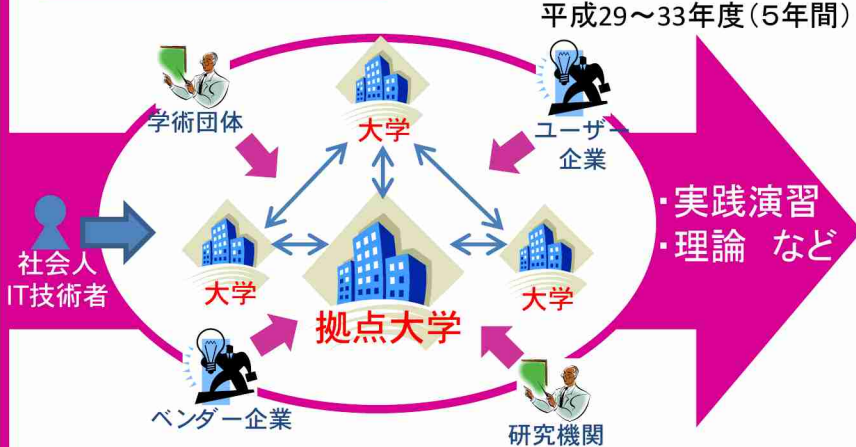 平成29～33年度(５年間)
学術団体
大学
ユーザー
企業
・実践演習
・理論　など
社会人
IT技術者
大学
大学
拠点大学
ベンダー企業
研究機関